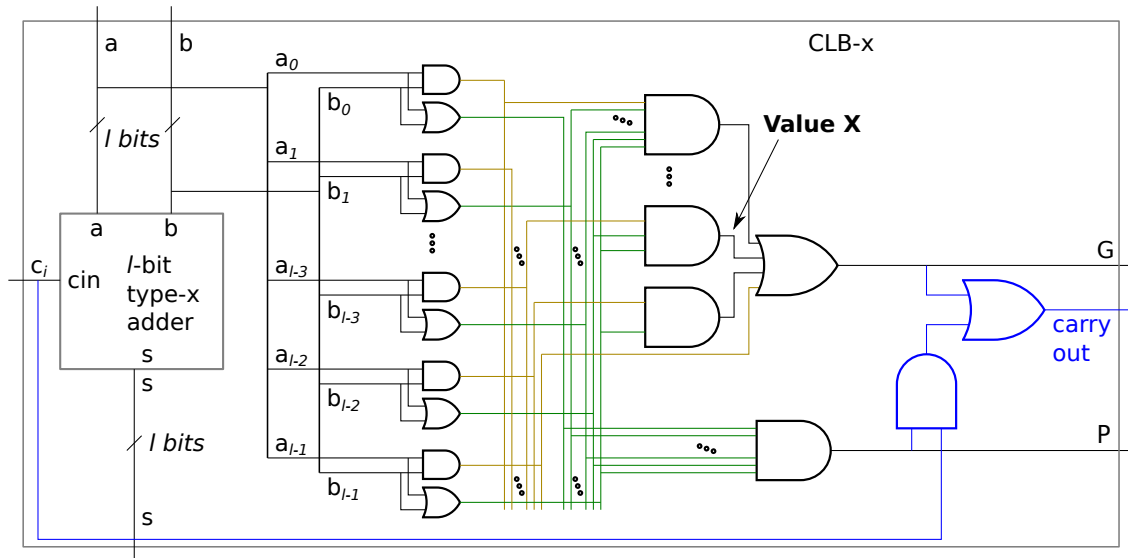 a
b
CLB-x
a0
b0
Value X
l bits
a1
b1
a
b
ci
cin
l-bit
type-x
adder
s
al-3
bl-3
G
carry
out
s
al-2
bl-2
l bits
P
al-1
bl-1
s